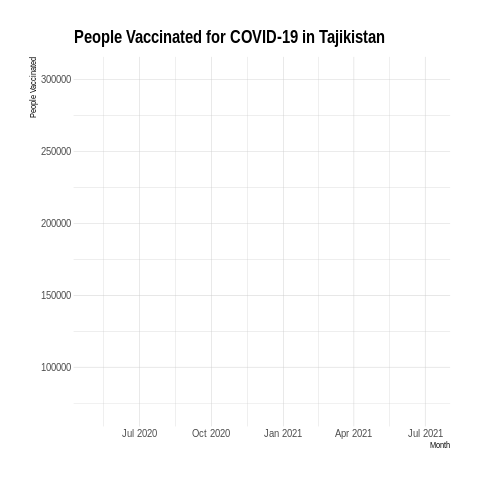 People Vaccinated for COVID-19 in Tajikistan
People Vaccinated
300000
250000
200000
150000
100000
Jul 2020 Oct 2020 Jan 2021 Apr 2021 Jul 2021
Month